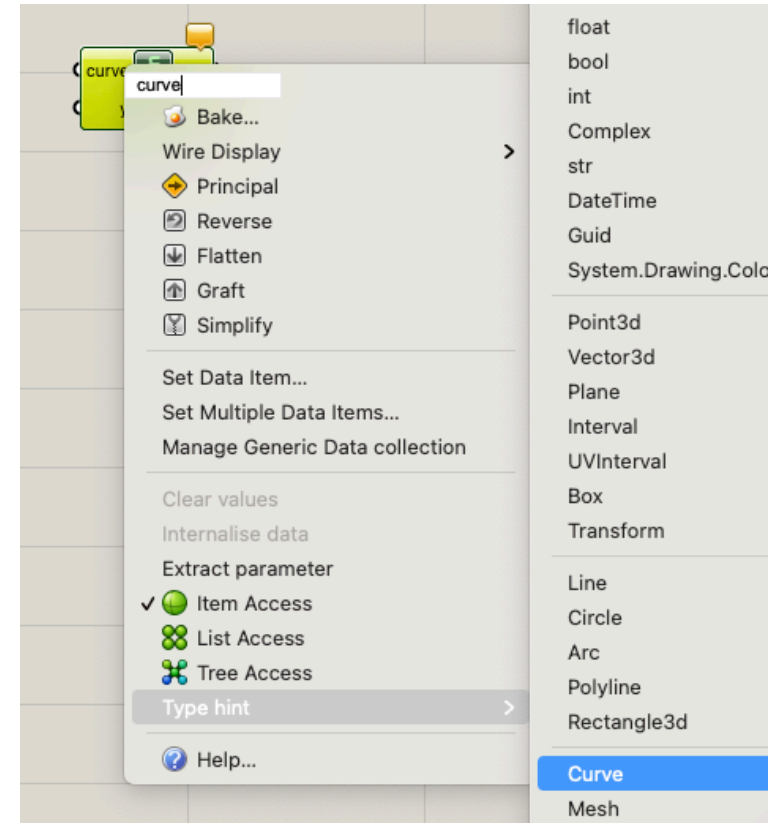 curve
y
curve
Bake...
Wire Display
Principal
Reverse
Flatten
Graft
Simplify
Set Data Item...
Set Multiple Data Items...
Manage Generic Data collection
Clear values
Internalise data
Extract parameter
Item Access
List Access
Tree Access
Type hint
Help...
float
bool
int
Complex
str
DateTime
Guid
System.Drawing.Colo
Point3d
Vector3d
Plane
Interval
UVInterval
Box
Transform
Line
Circle
Arc
Polyline
Rectangle3d
Curve
Mesh